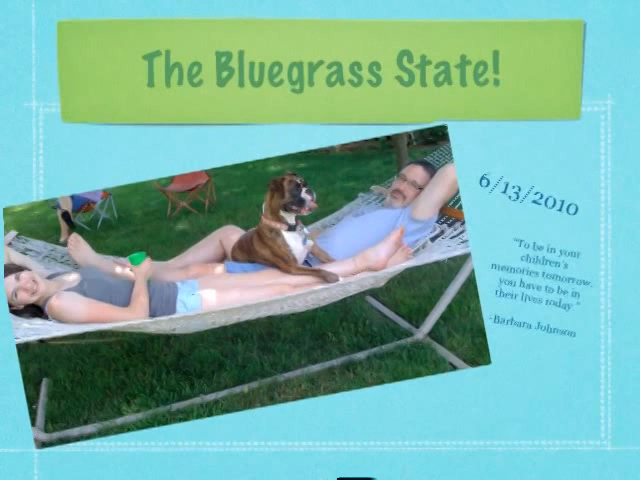 The Bluegrass State!
6/13/2010
"To be in your
children's
memories tomorrow,
you have to be in
their lives today."
-Barbara Johnson